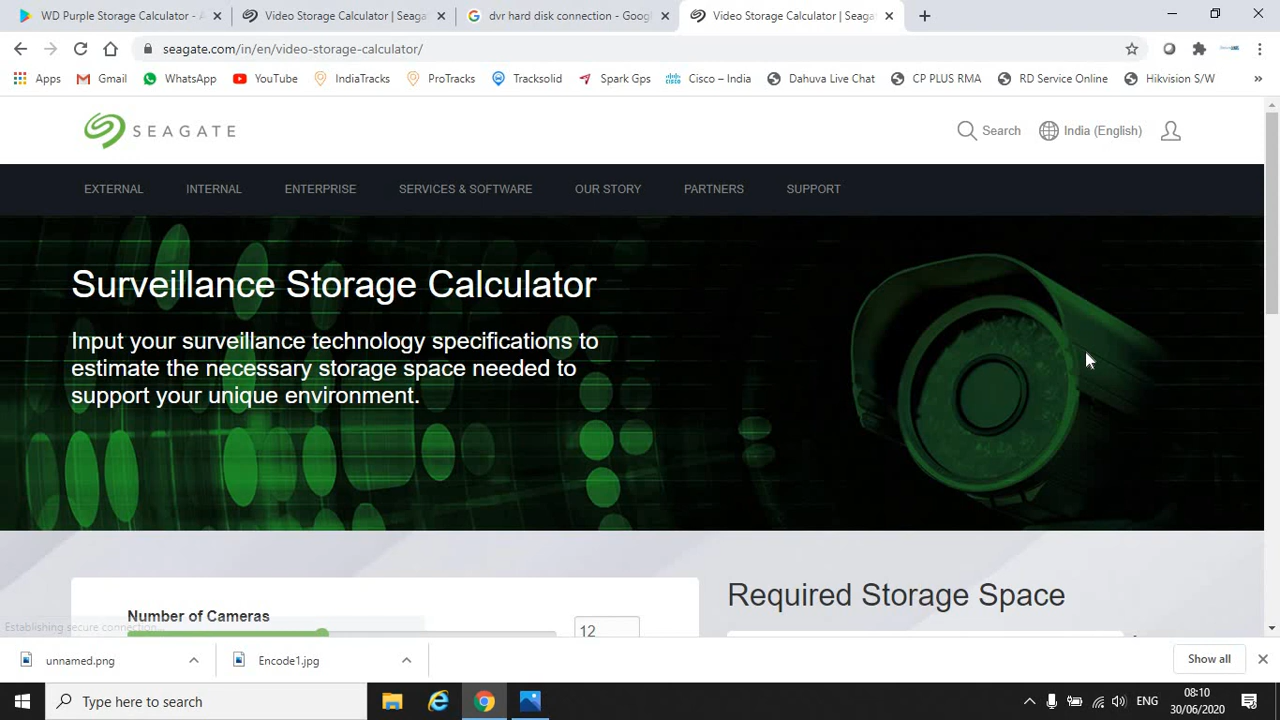 WD Purple Storage Calculator - A
Video Storage Calculator | Seaga
dvr hard disk connection - Goog
Video Storage Calculator | Seaga
seagate.com/in/en/video-storage-calculator/
Apps
Gmail
WhatsApp
YouTube
IndiaTracks
ProTracks
Tracksolid
Spark Gps
Cisco – India
Dahuva Live Chat
CP PLUS RMA
RD Service Online
Hikvision S/W
»
SEAGATE
Search
India (English)
EXTERNAL
INTERNAL
ENTERPRISE
SERVICES & SOFTWARE
OUR STORY
PARTNERS
SUPPORT
Surveillance Storage Calculator
Input your surveillance technology specifications to
estimate the necessary storage space needed to
support your unique environment.
Number of Cameras
12
Required Storage Space
Establishing secure connection...
unnamed.png
Encode1.jpg
Show all
Type here to search
ENG
08:10
30/06/2020